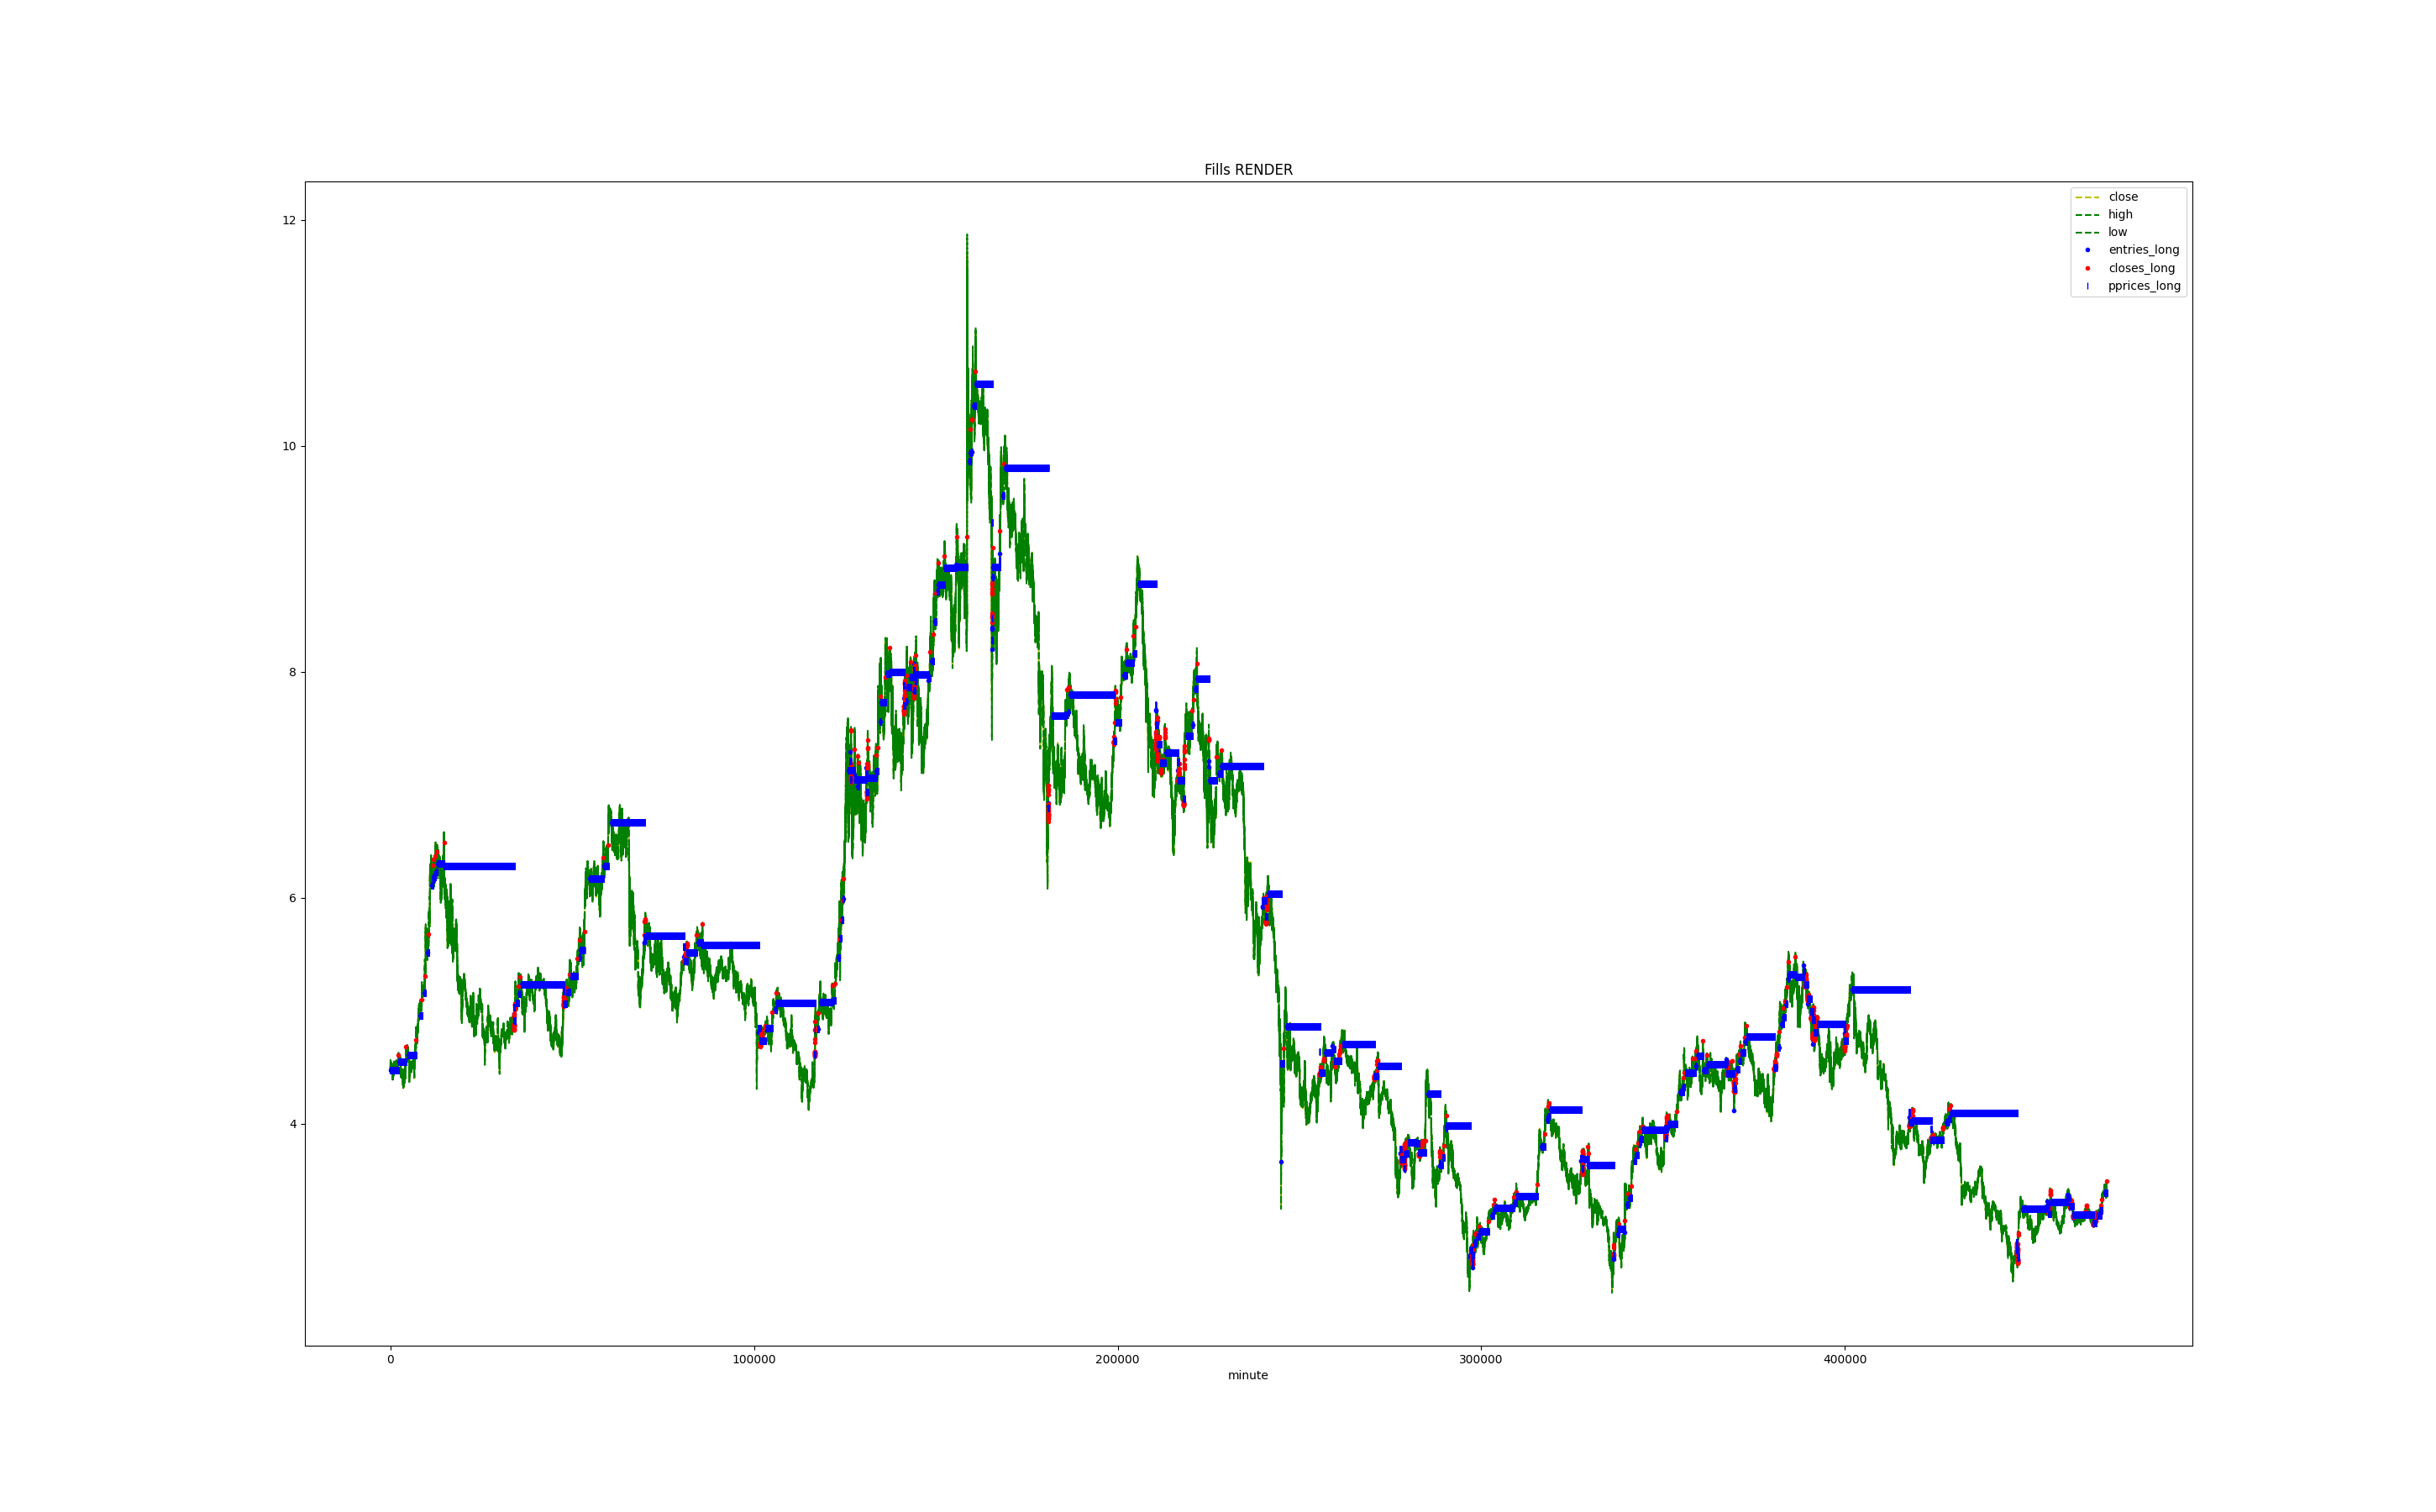 Fills RENDER
12
10
8
6
4
close
high
low
entries_long
closes_long
pprices_long
0
100000
200000
300000
400000
minute